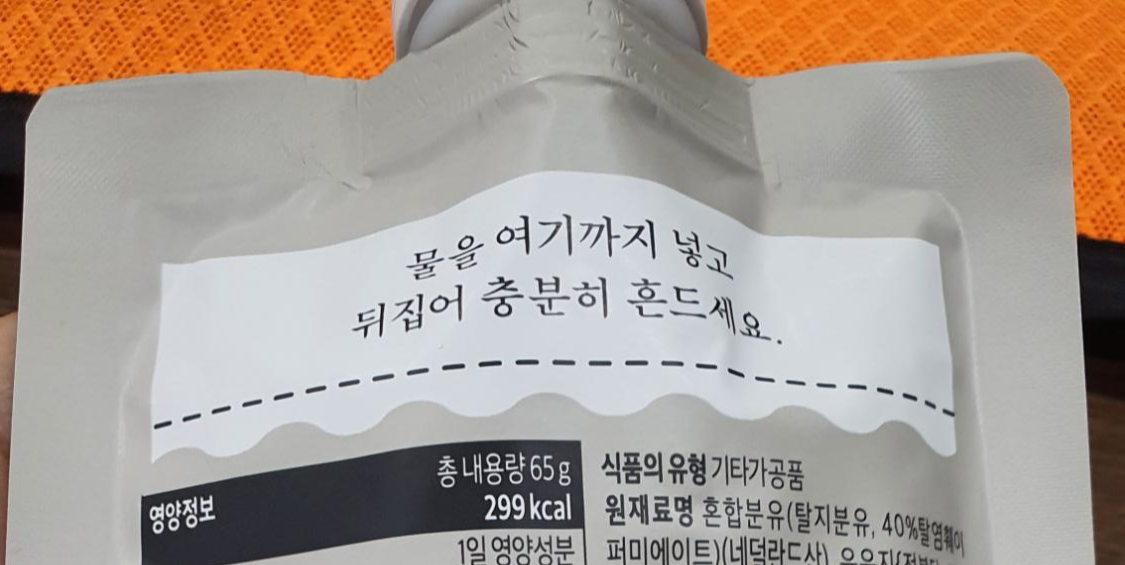 물을 여기까지 넣고
뒤집어 충분히 흔드세요.
총 내용량 65g
영양정보
299 kcal
1일 영양성분
식품의 유형 기타가공품
원재료명 혼합분유(탈지분유, 40%탈염훼이
퍼미에이트)(네덜란드산)